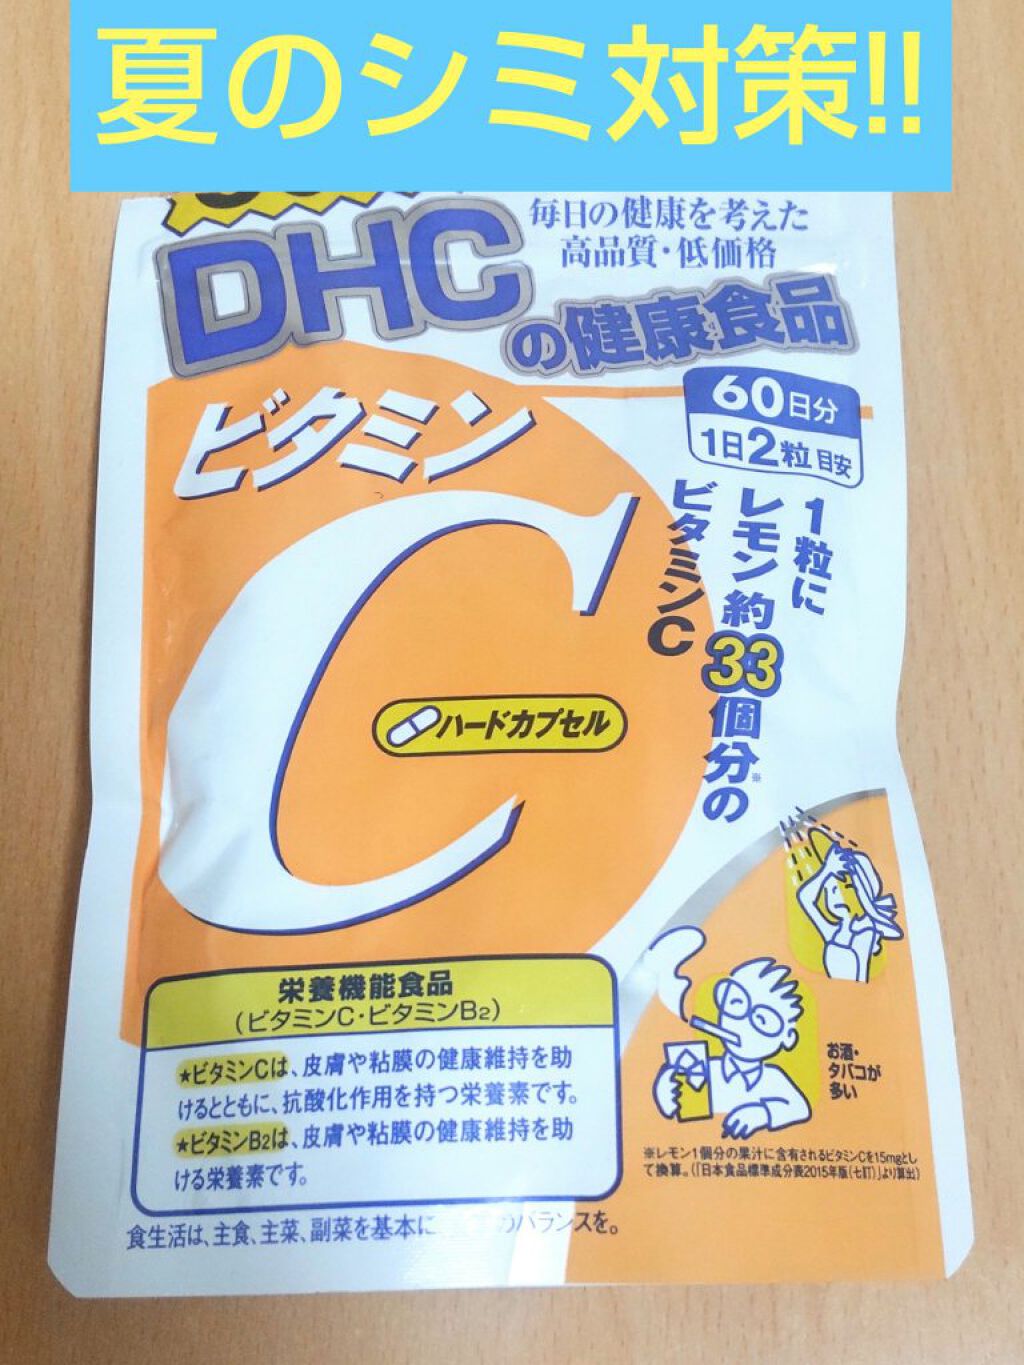 夏のシミ対策!!
DHC
毎日の健康を考えた
高品質・低価格
の健康食品
ビタミン
C
60日分
1日2粒目安
1粒に
レモン約33個分の※
ビタミンC
ハードカプセル
栄養機能食品
(ビタミンC・ビタミンB2)
★ビタミンCは、皮膚や粘膜の健康維持を助
けるとともに、抗酸化作用を持つ栄養素です。
★ビタミンB2は、皮膚や粘膜の健康維持を助
ける栄養素です。
お酒・
タバコが
多い
※レモン1個分の果汁に含有されるビタミンCを15mgとし
て換算。(「日本食品標準成分表2015年版(七訂)」より算出)
食生活は、主食、主菜、副菜を基本に のバランスを。